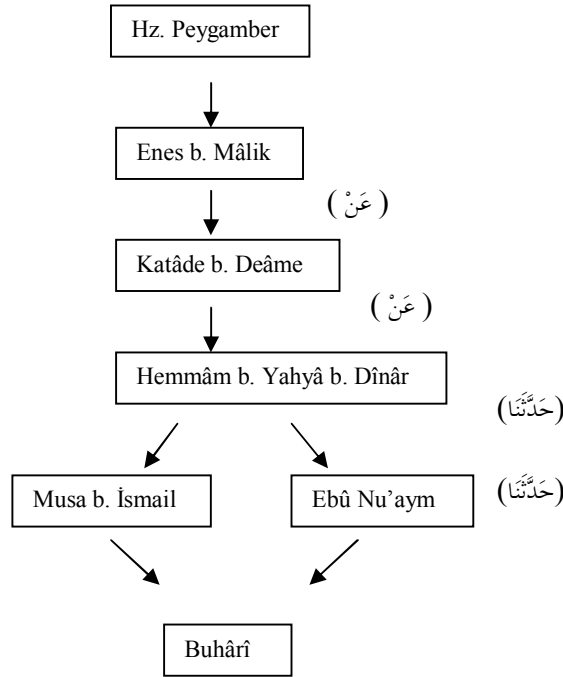 Hz. Peygamber
Enes b. Mâlik
( عَنْ )
Katâde b. Deâme
( عَنْ )
Hemmâm b. Yahyâ b. Dînâr
(حَدَّثَنَا)
Musa b. İsmail
Ebû Nu’aym
(حَدَّثَنَا)
Buhârî